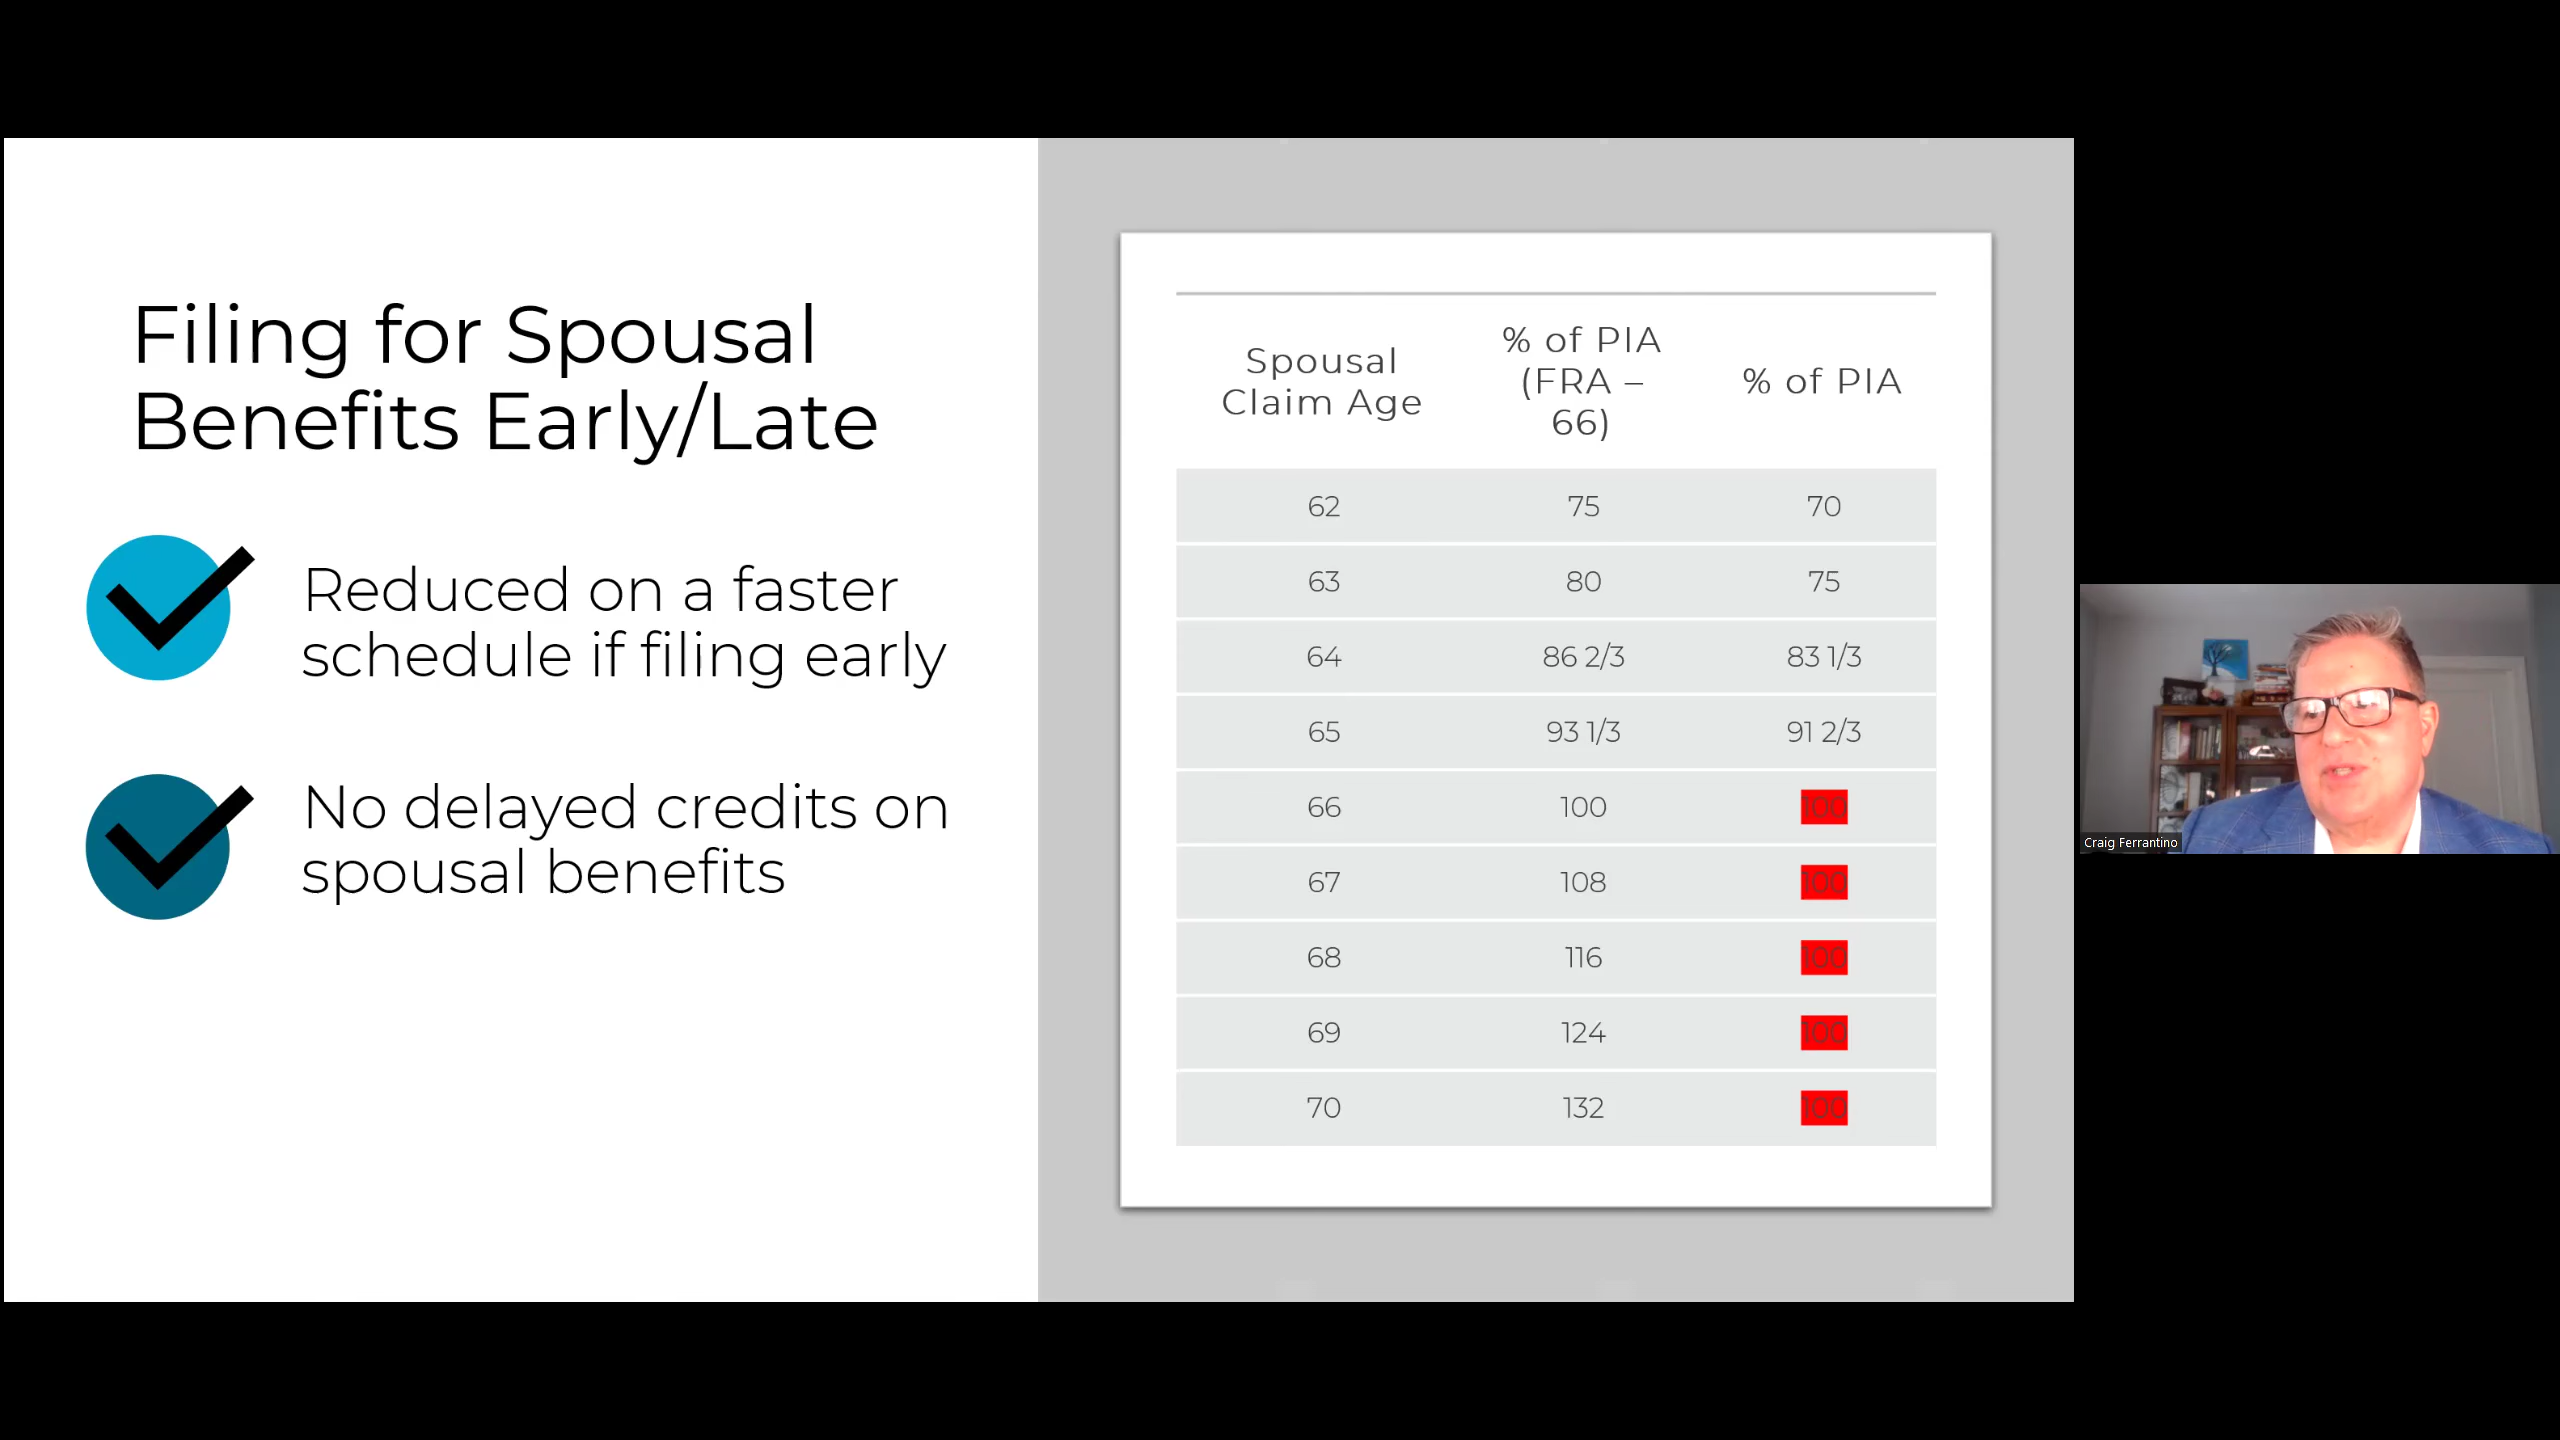 Filing for Spousal
Benefits Early/Late
Reduced on a faster
schedule if filing early
No delayed credits on
spousal benefits
Spousal
Claim Age
% of PIA
(FRA –
66)
% of PIA
62 75 70
63 80 75
64 86 2/3 83 1/3
65 93 1/3 91 2/3
66 100 100
67 108 100
68 116 100
69 124 100
70 132 100
Craig Ferrantino